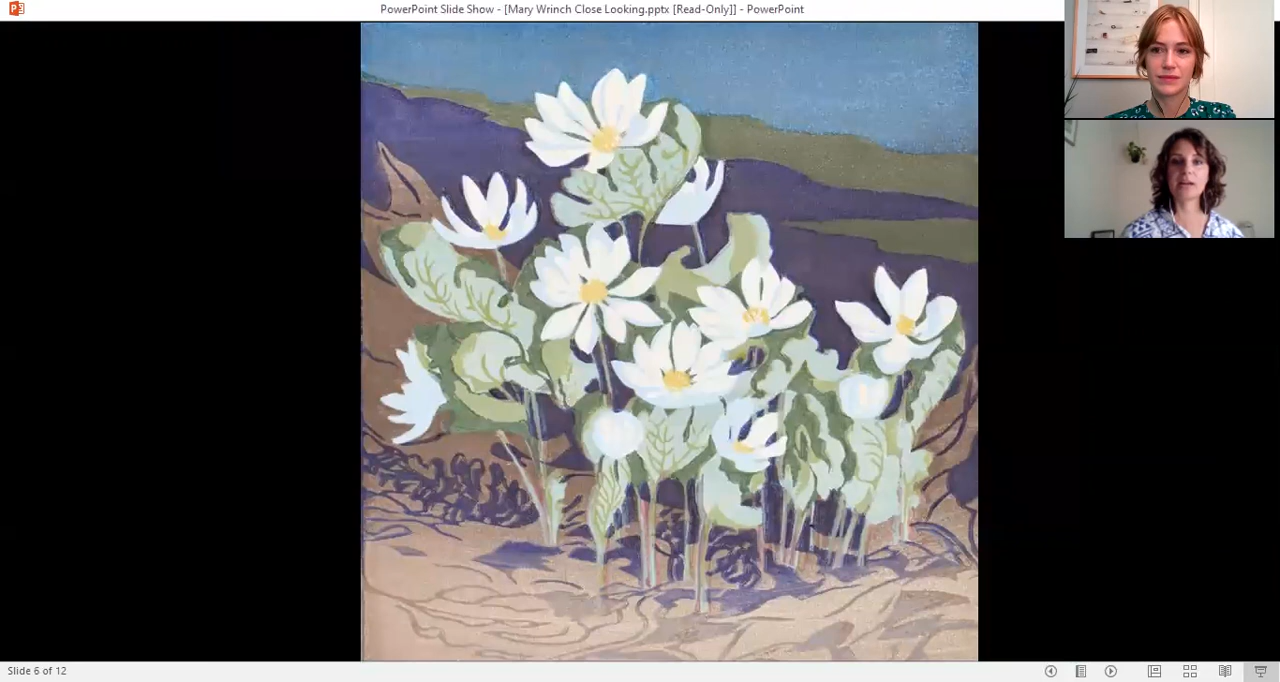 PowerPoint Slide Show - [Mary Wrinch Close Looking.pptx [Read-Only]] - PowerPoint
Slide 6 of 12